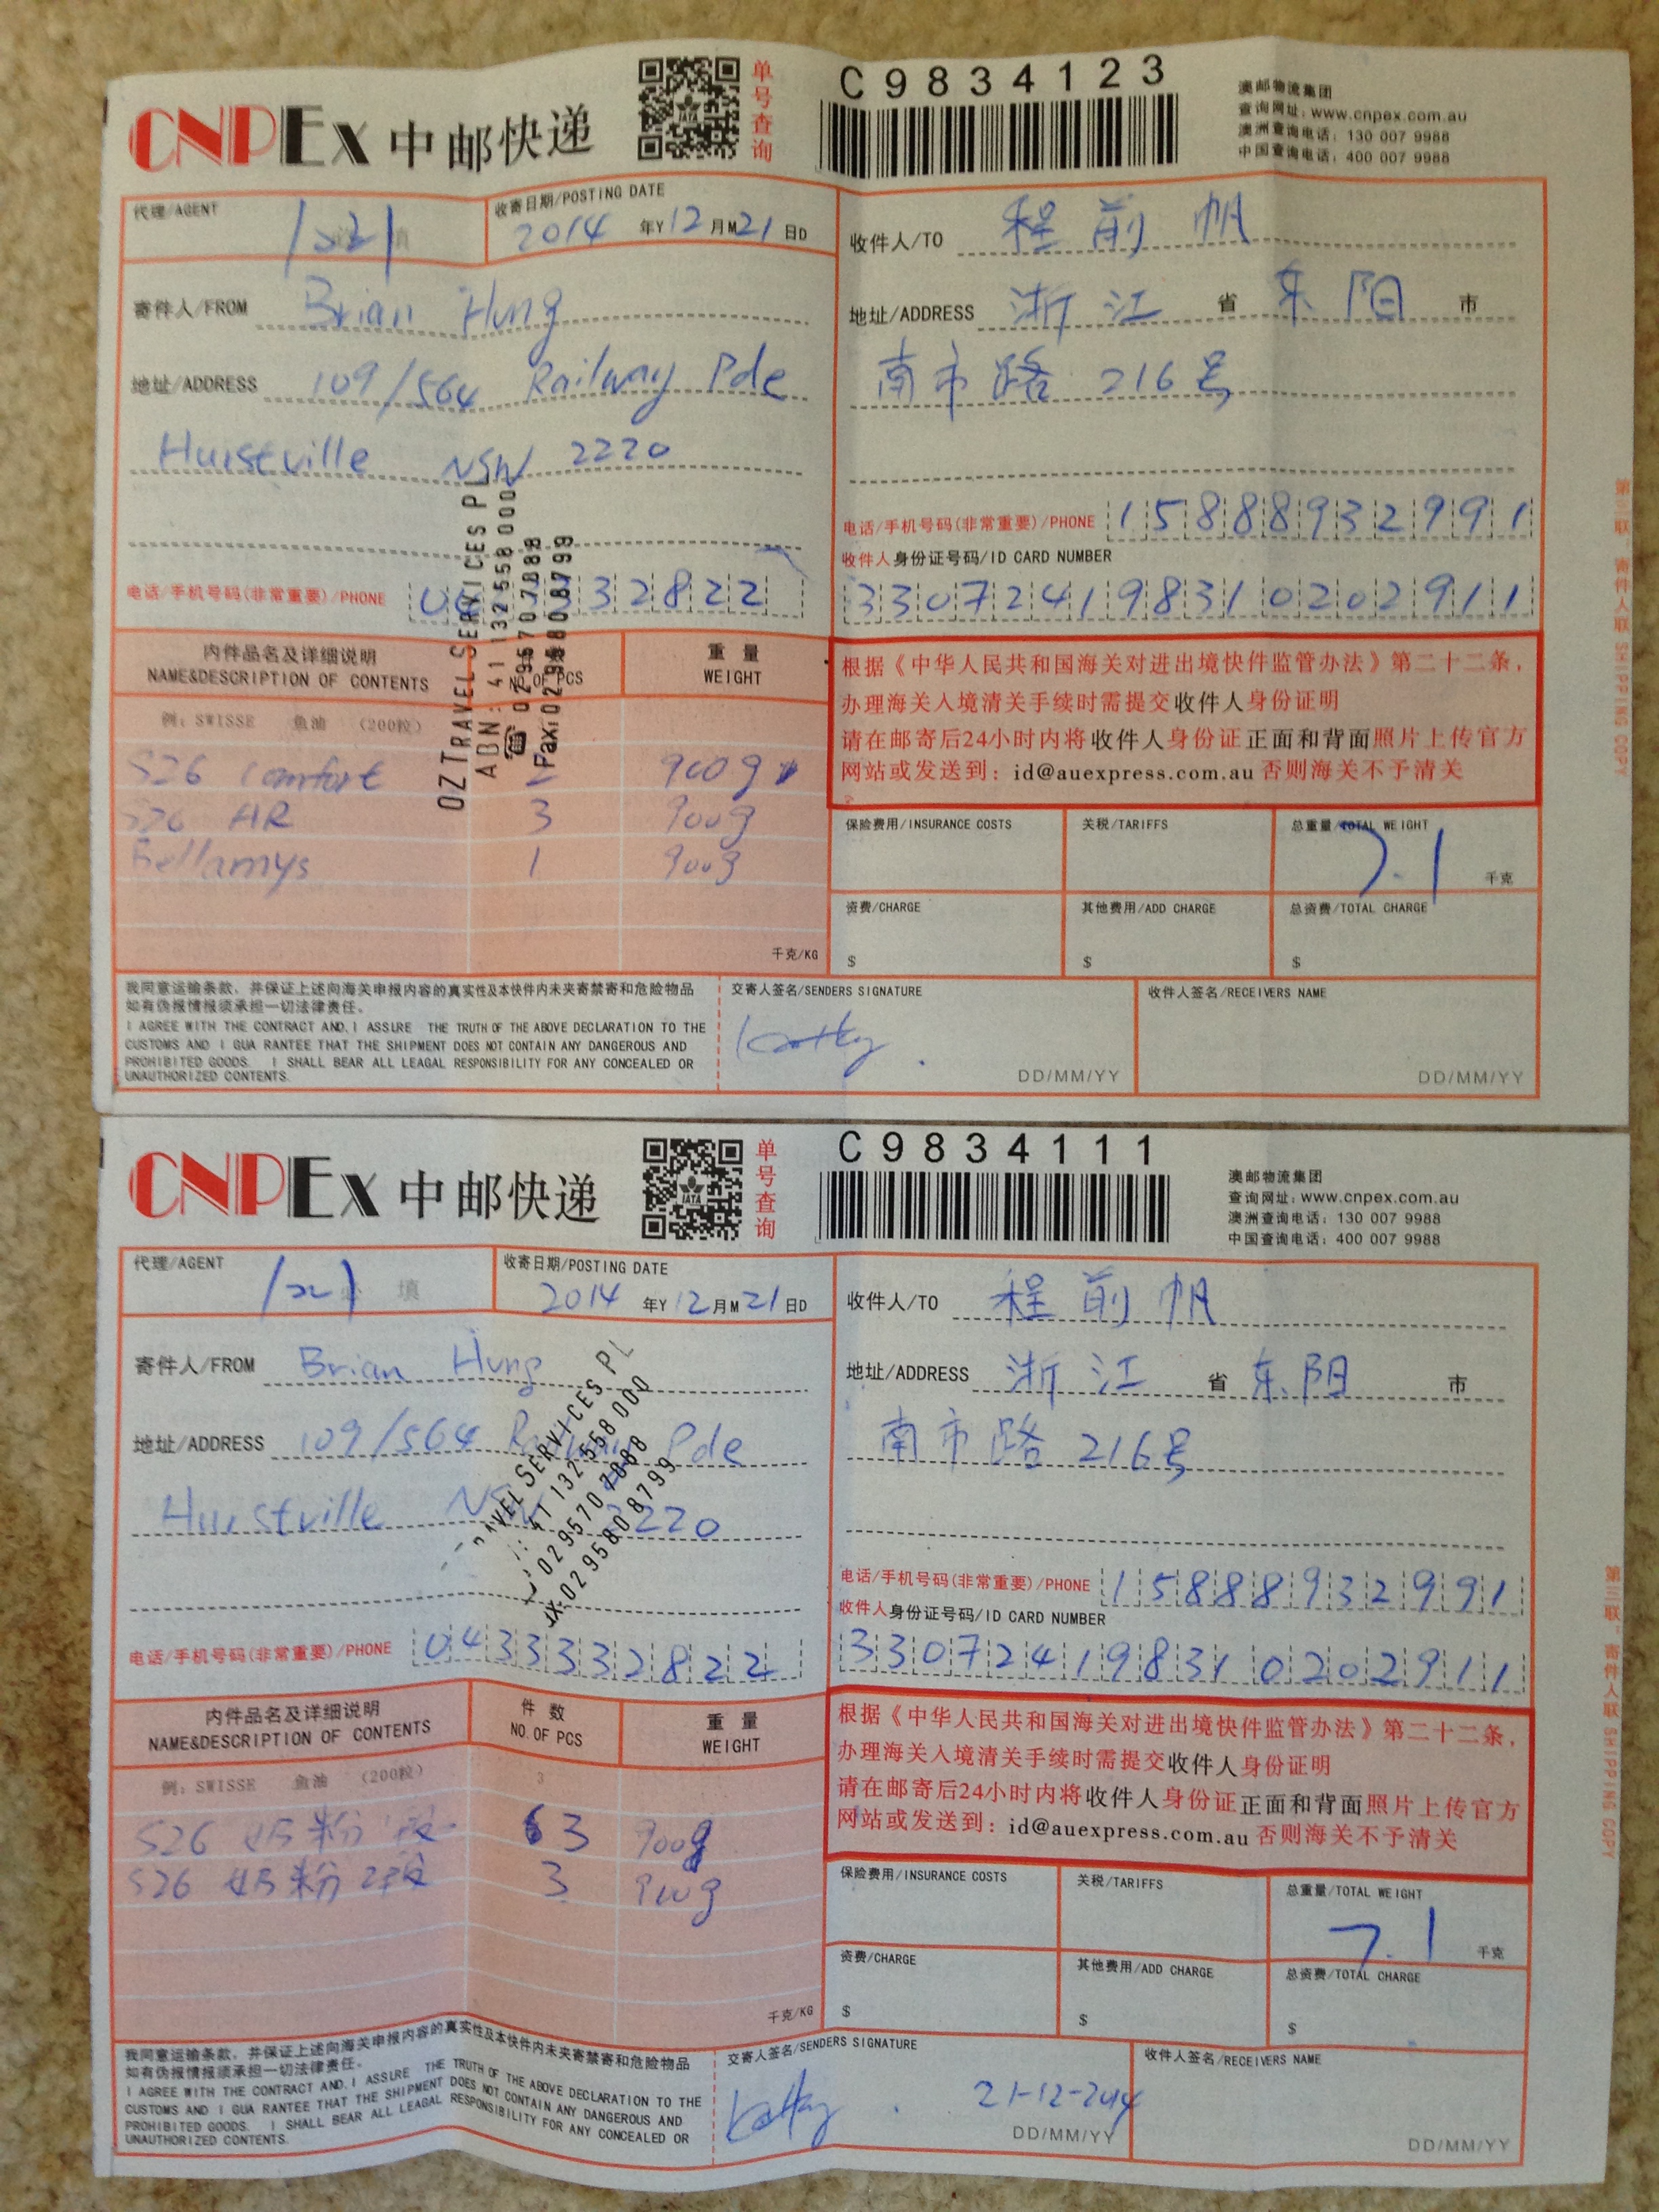 CNPEX 中邮快递
单号查询
C9834123
澳邮物流集团
查询网址: www.cnpex.com.au
澳洲查询电话: 130 007 9988
中国查询电话: 400 007 9988
代理/AGENT
收寄日期/POSTING DATE
2014 年Y 12 月M 21 日D
寄件人/FROM Brian Hung
地址/ADDRESS 109/564 Railway Pde
Hurstville NSW 2220
电话/手机号码(非常重要)/PHONE
OZ TRAVEL SERVICES PL
ABN: 41 132 558 000
☎ 02 9570 7888
Fax: 02 9580 8799
收件人/TO 程前帆
地址/ADDRESS 浙江 省 东阳 市
南市路 216号
电话/手机号码(非常重要)/PHONE 15888932991
收件人身份证号码/ID CARD NUMBER
330724198310202911
内件品名及详细说明
NAME&DESCRIPTION OF CONTENTS
NO.OF PCS
重量
WEIGHT
例: SWISSE 鱼油 (200粒)
S26 comfort 900g
S26 AR 3 900g
Bellamys 1 900g
千克/KG
根据《中华人民共和国海关对进出境快件监管办法》第二十二条,
办理海关入境清关手续时需提交收件人身份证明
请在邮寄后24小时内将收件人身份证正面和背面照片上传官方
网站或发送到: id@auexpress.com.au 否则海关不予清关
保险费用/INSURANCE COSTS
关税/TARIFFS
总重量/TOTAL WEIGHT
7.1 千克
资费/CHARGE
$
其他费用/ADD CHARGE
$
总资费/TOTAL CHARGE
$
我同意运输条款, 并保证上述向海关申报内容的真实性及本快件内未夹寄禁寄和危险物品
如有伪报情报须承担一切法律责任.
I AGREE WITH THE CONTRACT AND. I ASSURE THE TRUTH OF THE ABOVE DECLARATION TO THE
CUSTOMS AND I GUA RANTEE THAT THE SHIPMENT DOES NOT CONTAIN ANY DANGEROUS AND
PROHIBITED GOODS. I SHALL BEAR ALL LEAGAL RESPONSIBILITY FOR ANY CONCEALED OR
UNAUTHORIZED CONTENTS.
交寄人签名/SENDERS SIGNATURE
Kathy
DD/MM/YY
收件人签名/RECEIVERS NAME
DD/MM/YY
第三联: 寄件人联 SHIPPING COPY
CNPEX 中邮快递
单号查询
C9834111
澳邮物流集团
查询网址: www.cnpex.com.au
澳洲查询电话: 130 007 9988
中国查询电话: 400 007 9988
代理/AGENT
填
收寄日期/POSTING DATE
2014 年Y 12 月M 21 日D
寄件人/FROM Brian Hung
地址/ADDRESS 109/564 Railway Pde
Hurstville NSW 2220
电话/手机号码(非常重要)/PHONE 0433332822
AVEL SERVICES PL
41 132 558 000
02 9570 7888
02 9580 8799
收件人/TO 程前帆
地址/ADDRESS 浙江 省 东阳 市
南市路 216号
电话/手机号码(非常重要)/PHONE 15888932991
收件人身份证号码/ID CARD NUMBER
330724198310202911
内件品名及详细说明
NAME&DESCRIPTION OF CONTENTS
件数
NO.OF PCS
重量
WEIGHT
例: SWISSE 鱼油 (200粒) 3
S26 奶粉 1段 3 900g
S26 奶粉 2段 3 900g
千克/KG
根据《中华人民共和国海关对进出境快件监管办法》第二十二条,
办理海关入境清关手续时需提交收件人身份证明
请在邮寄后24小时内将收件人身份证正面和背面照片上传官方
网站或发送到: id@auexpress.com.au 否则海关不予清关
保险费用/INSURANCE COSTS
关税/TARIFFS
总重量/TOTAL WEIGHT
7.1 千克
资费/CHARGE
$
其他费用/ADD CHARGE
$
总资费/TOTAL CHARGE
$
我同意运输条款, 并保证上述向海关申报内容的真实性及本快件内未夹寄禁寄和危险物品
如有伪报情报须承担一切法律责任.
I AGREE WITH THE CONTRACT AND. I ASSURE THE TRUTH OF THE ABOVE DECLARATION TO THE
CUSTOMS AND I GUA RANTEE THAT THE SHIPMENT DOES NOT CONTAIN ANY DANGEROUS AND
PROHIBITED GOODS. I SHALL BEAR ALL LEAGAL RESPONSIBILITY FOR ANY CONCEALED OR
UNAUTHORIZED CONTENTS.
交寄人签名/SENDERS SIGNATURE
Kathy 21-12-2014
DD/MM/YY
收件人签名/RECEIVERS NAME
DD/MM/YY
第三联: 寄件人联 SHIPPING COPY